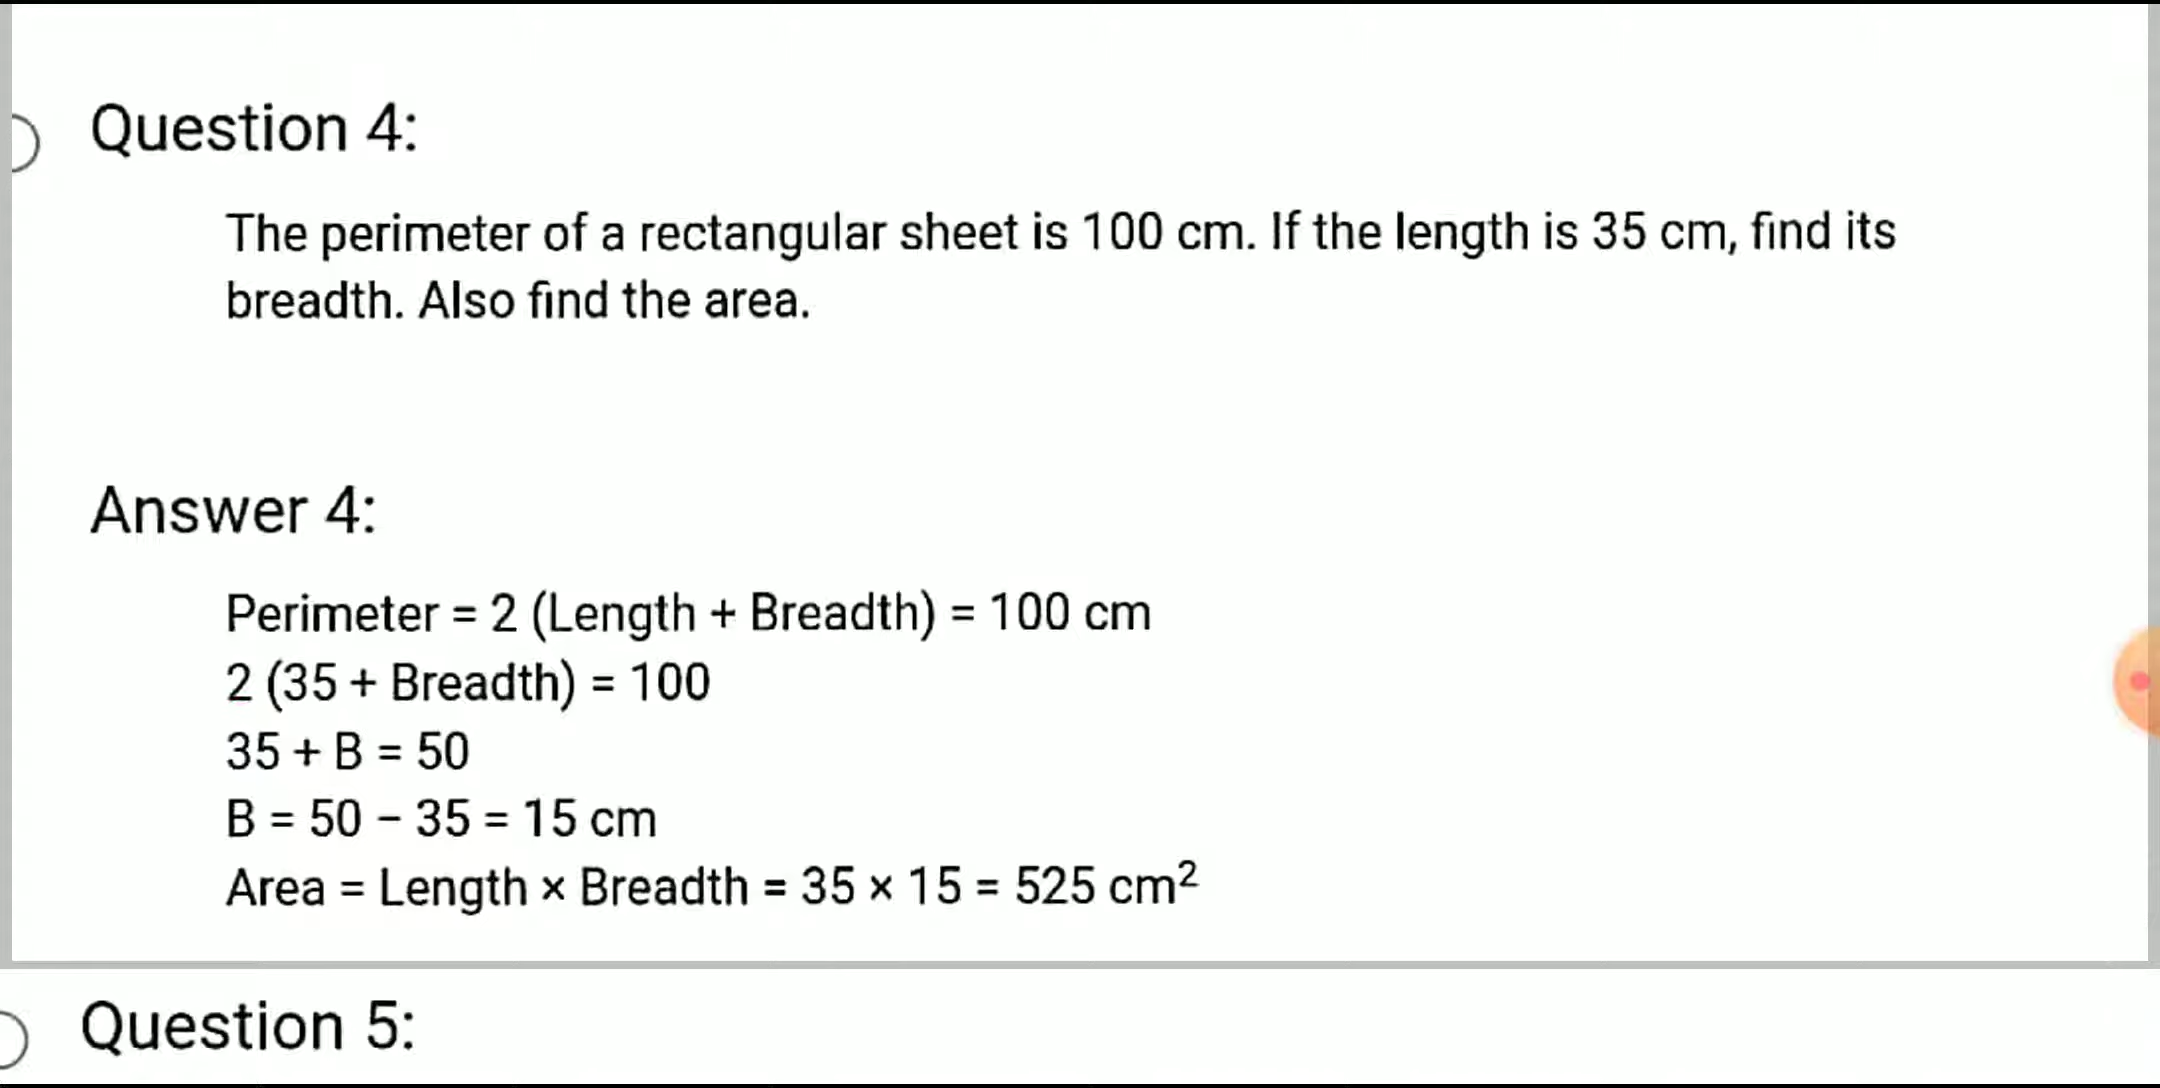 Question 4:
The perimeter of a rectangular sheet is 100 cm. If the length is 35 cm, find its
breadth. Also find the area.
Answer 4:
Perimeter = 2 (Length + Breadth) = 100 cm
2 (35 + Breadth) = 100
35 + B = 50
B = 50 – 35 = 15 cm
Area = Length × Breadth = 35 × 15 = 525 cm²
Question 5: